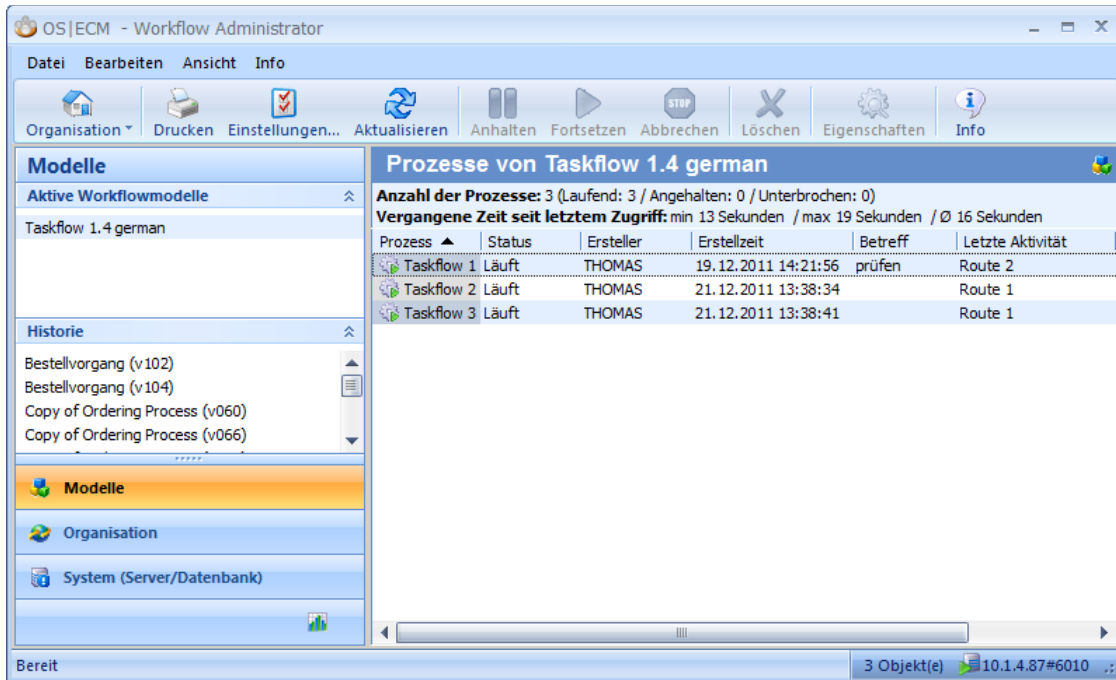 OS|ECM - Workflow Administrator
Datei Bearbeiten Ansicht Info
Organisation Drucken Einstellungen... Aktualisieren Anhalten Fortsetzen STOP Abbrechen Löschen Eigenschaften Info
Modelle
Aktive Workflowmodelle
Taskflow 1.4 german
Historie
Bestellvorgang (v102)
Bestellvorgang (v104)
Copy of Ordering Process (v060)
Copy of Ordering Process (v066)
Modelle
Organisation
System (Server/Datenbank)
Prozesse von Taskflow 1.4 german
Anzahl der Prozesse: 3 (Laufend: 3 / Angehalten: 0 / Unterbrochen: 0)
Vergangene Zeit seit letztem Zugriff: min 13 Sekunden / max 19 Sekunden / Ø 16 Sekunden
Prozess Status Ersteller Erstellzeit Betreff Letzte Aktivität
Taskflow 1 Läuft THOMAS 19.12.2011 14:21:56 prüfen Route 2
Taskflow 2 Läuft THOMAS 21.12.2011 13:38:34 Route 1
Taskflow 3 Läuft THOMAS 21.12.2011 13:38:41 Route 1
Bereit 3 Objekt(e) 10.1.4.87#6010